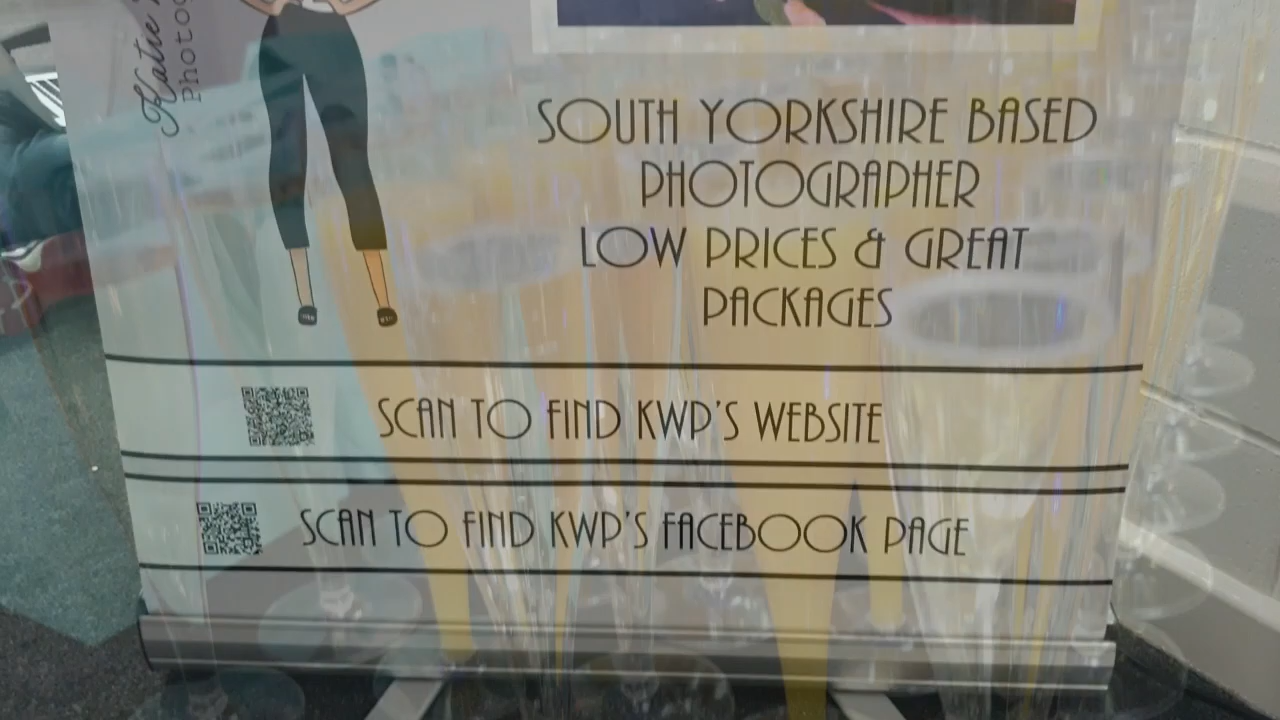 Katie
SOUTH YORKSHIRE BASED
PHOTOGRAPHER
LOW PRICES & GREAT
PACKAGES
SCAN TO FIND KWP'S WEBSITE
SCAN TO FIND KWP'S FACEBOOK PAGE